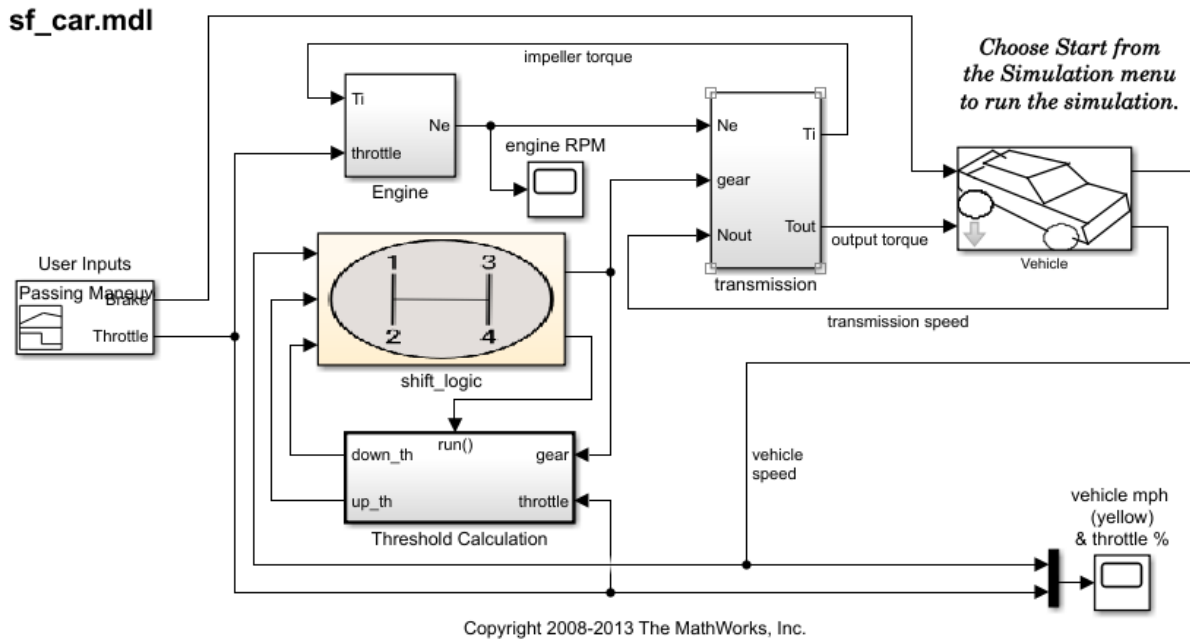 sf_car.mdl
Choose Start from
the Simulation menu
to run the simulation.
impeller torque
Ti
throttle
Ne
Engine
engine RPM
Ne
gear
Nout
Ti
Tout
transmission
output torque
Vehicle
transmission speed
User Inputs
Passing Maneuv
Brake
Throttle
1
3
2
4
shift_logic
run()
down_th
up_th
gear
throttle
Threshold Calculation
vehicle
speed
vehicle mph
(yellow)
& throttle %
Copyright 2008-2013 The MathWorks, Inc.